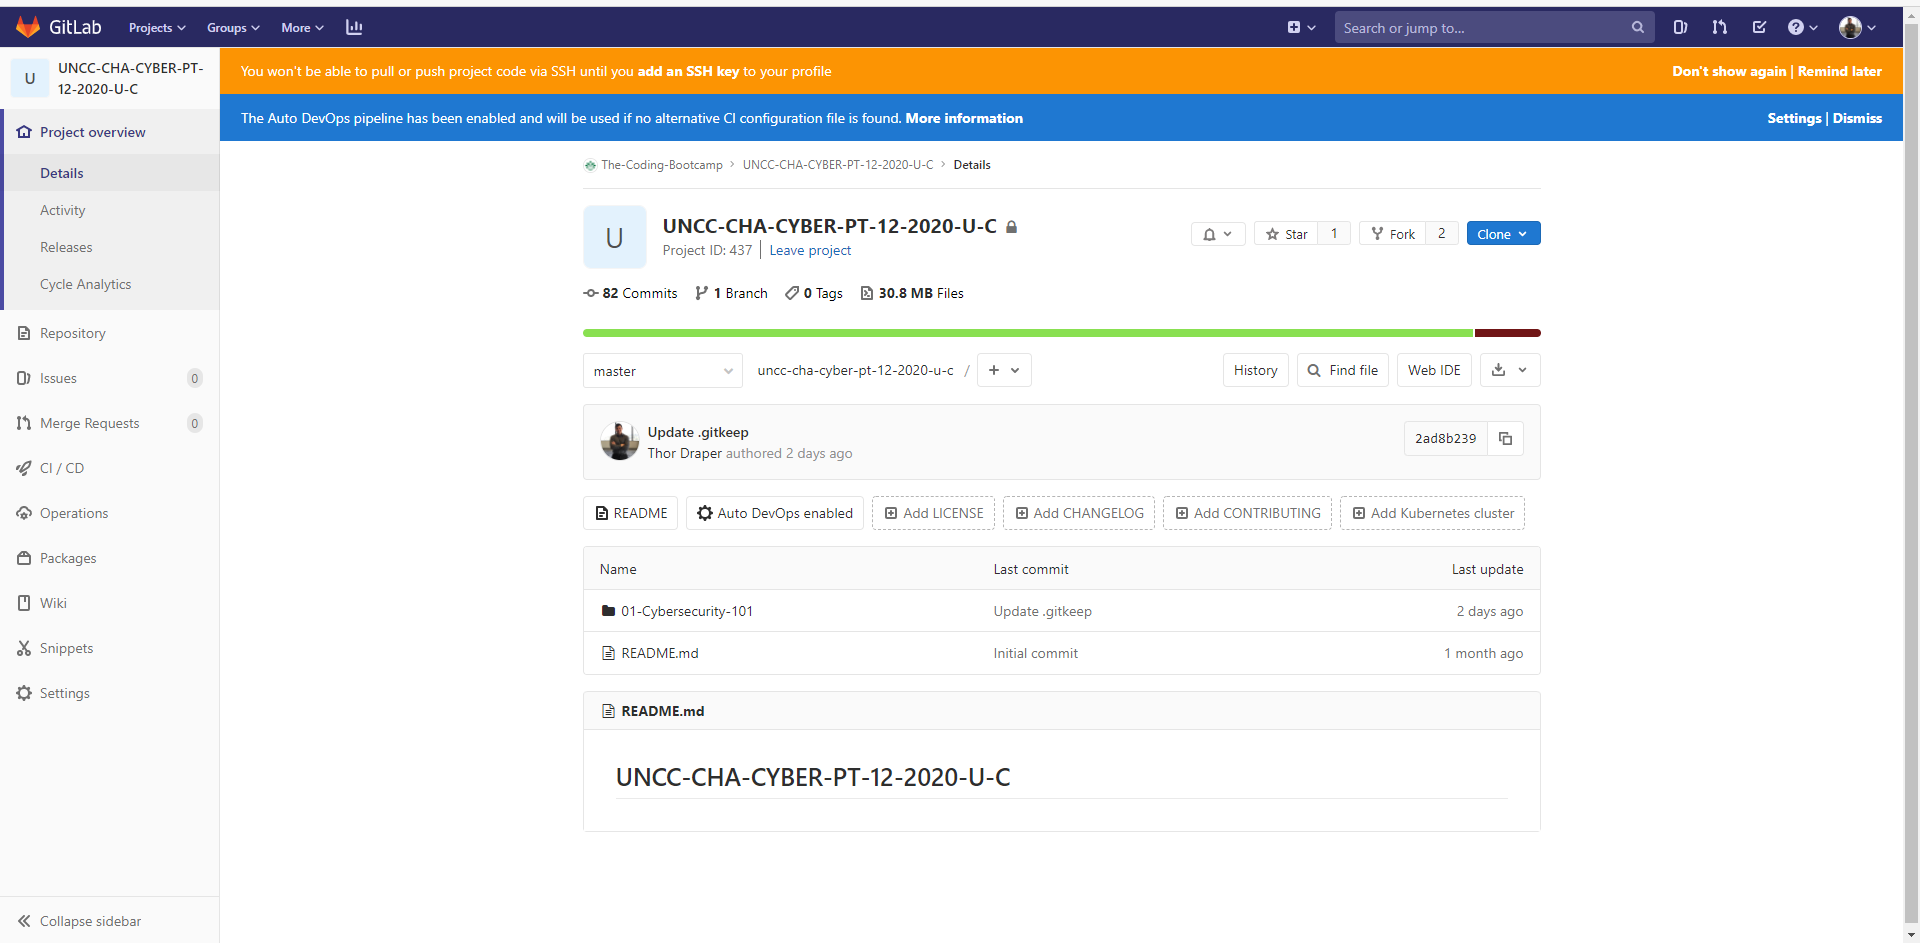 GitLab Projects Groups More Search or jump to...
U UNCC-CHA-CYBER-PT-
12-2020-U-C
Project overview
Details
Activity
Releases
Cycle Analytics
Repository
Issues 0
Merge Requests 0
CI / CD
Operations
Packages
Wiki
Snippets
Settings
Collapse sidebar
You won't be able to pull or push project code via SSH until you add an SSH key to your profile Don't show again | Remind later
The Auto DevOps pipeline has been enabled and will be used if no alternative CI configuration file is found. More information Settings | Dismiss
The-Coding-Bootcamp › UNCC-CHA-CYBER-PT-12-2020-U-C › Details
U
UNCC-CHA-CYBER-PT-12-2020-U-C
Project ID: 437 | Leave project
Star 1 Fork 2 Clone
82 Commits 1 Branch 0 Tags 30.8 MB Files
master uncc-cha-cyber-pt-12-2020-u-c / + History Find file Web IDE
Update .gitkeep
Thor Draper authored 2 days ago
2ad8b239
README Auto DevOps enabled Add LICENSE Add CHANGELOG Add CONTRIBUTING Add Kubernetes cluster
Name Last commit Last update
01-Cybersecurity-101 Update .gitkeep 2 days ago
README.md Initial commit 1 month ago
README.md
UNCC-CHA-CYBER-PT-12-2020-U-C